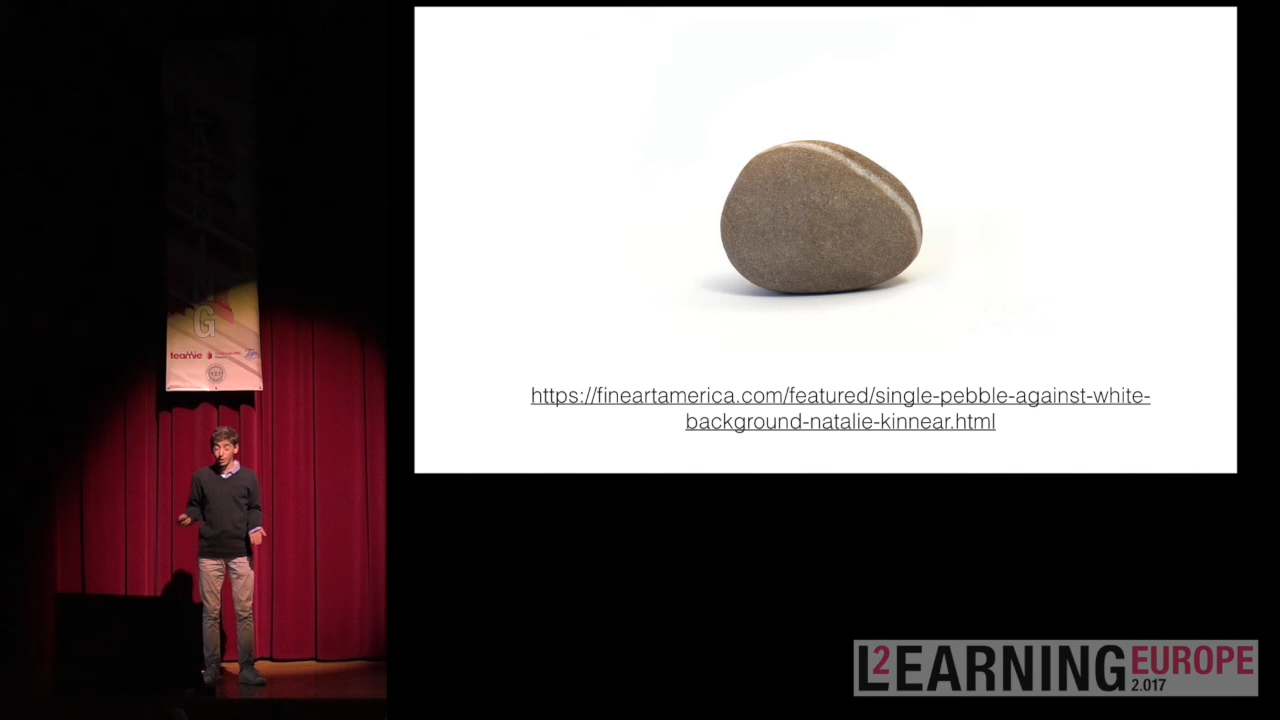 G
teamie
https://fineartamerica.com/featured/single-pebble-against-white-
background-natalie-kinnear.html
L2EARNING EUROPE
2.017